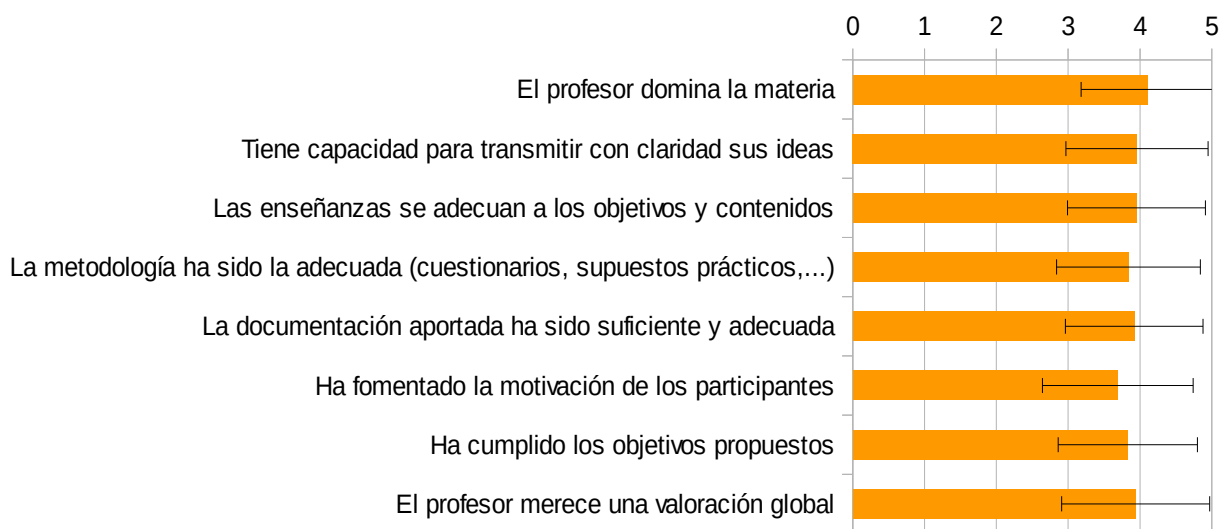 0 1 2 3 4 5
El profesor domina la materia
Tiene capacidad para transmitir con claridad sus ideas
Las enseñanzas se adecuan a los objetivos y contenidos
La metodología ha sido la adecuada (cuestionarios, supuestos prácticos,...)
La documentación aportada ha sido suficiente y adecuada
Ha fomentado la motivación de los participantes
Ha cumplido los objetivos propuestos
El profesor merece una valoración global